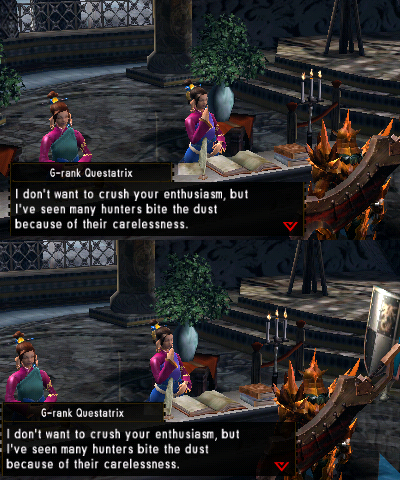 G-rank Questatrix
I don't want to crush your enthusiasm, but
I've seen many hunters bite the dust
because of their carelessness.
G-rank Questatrix
I don't want to crush your enthusiasm, but
I've seen many hunters bite the dust
because of their carelessness.